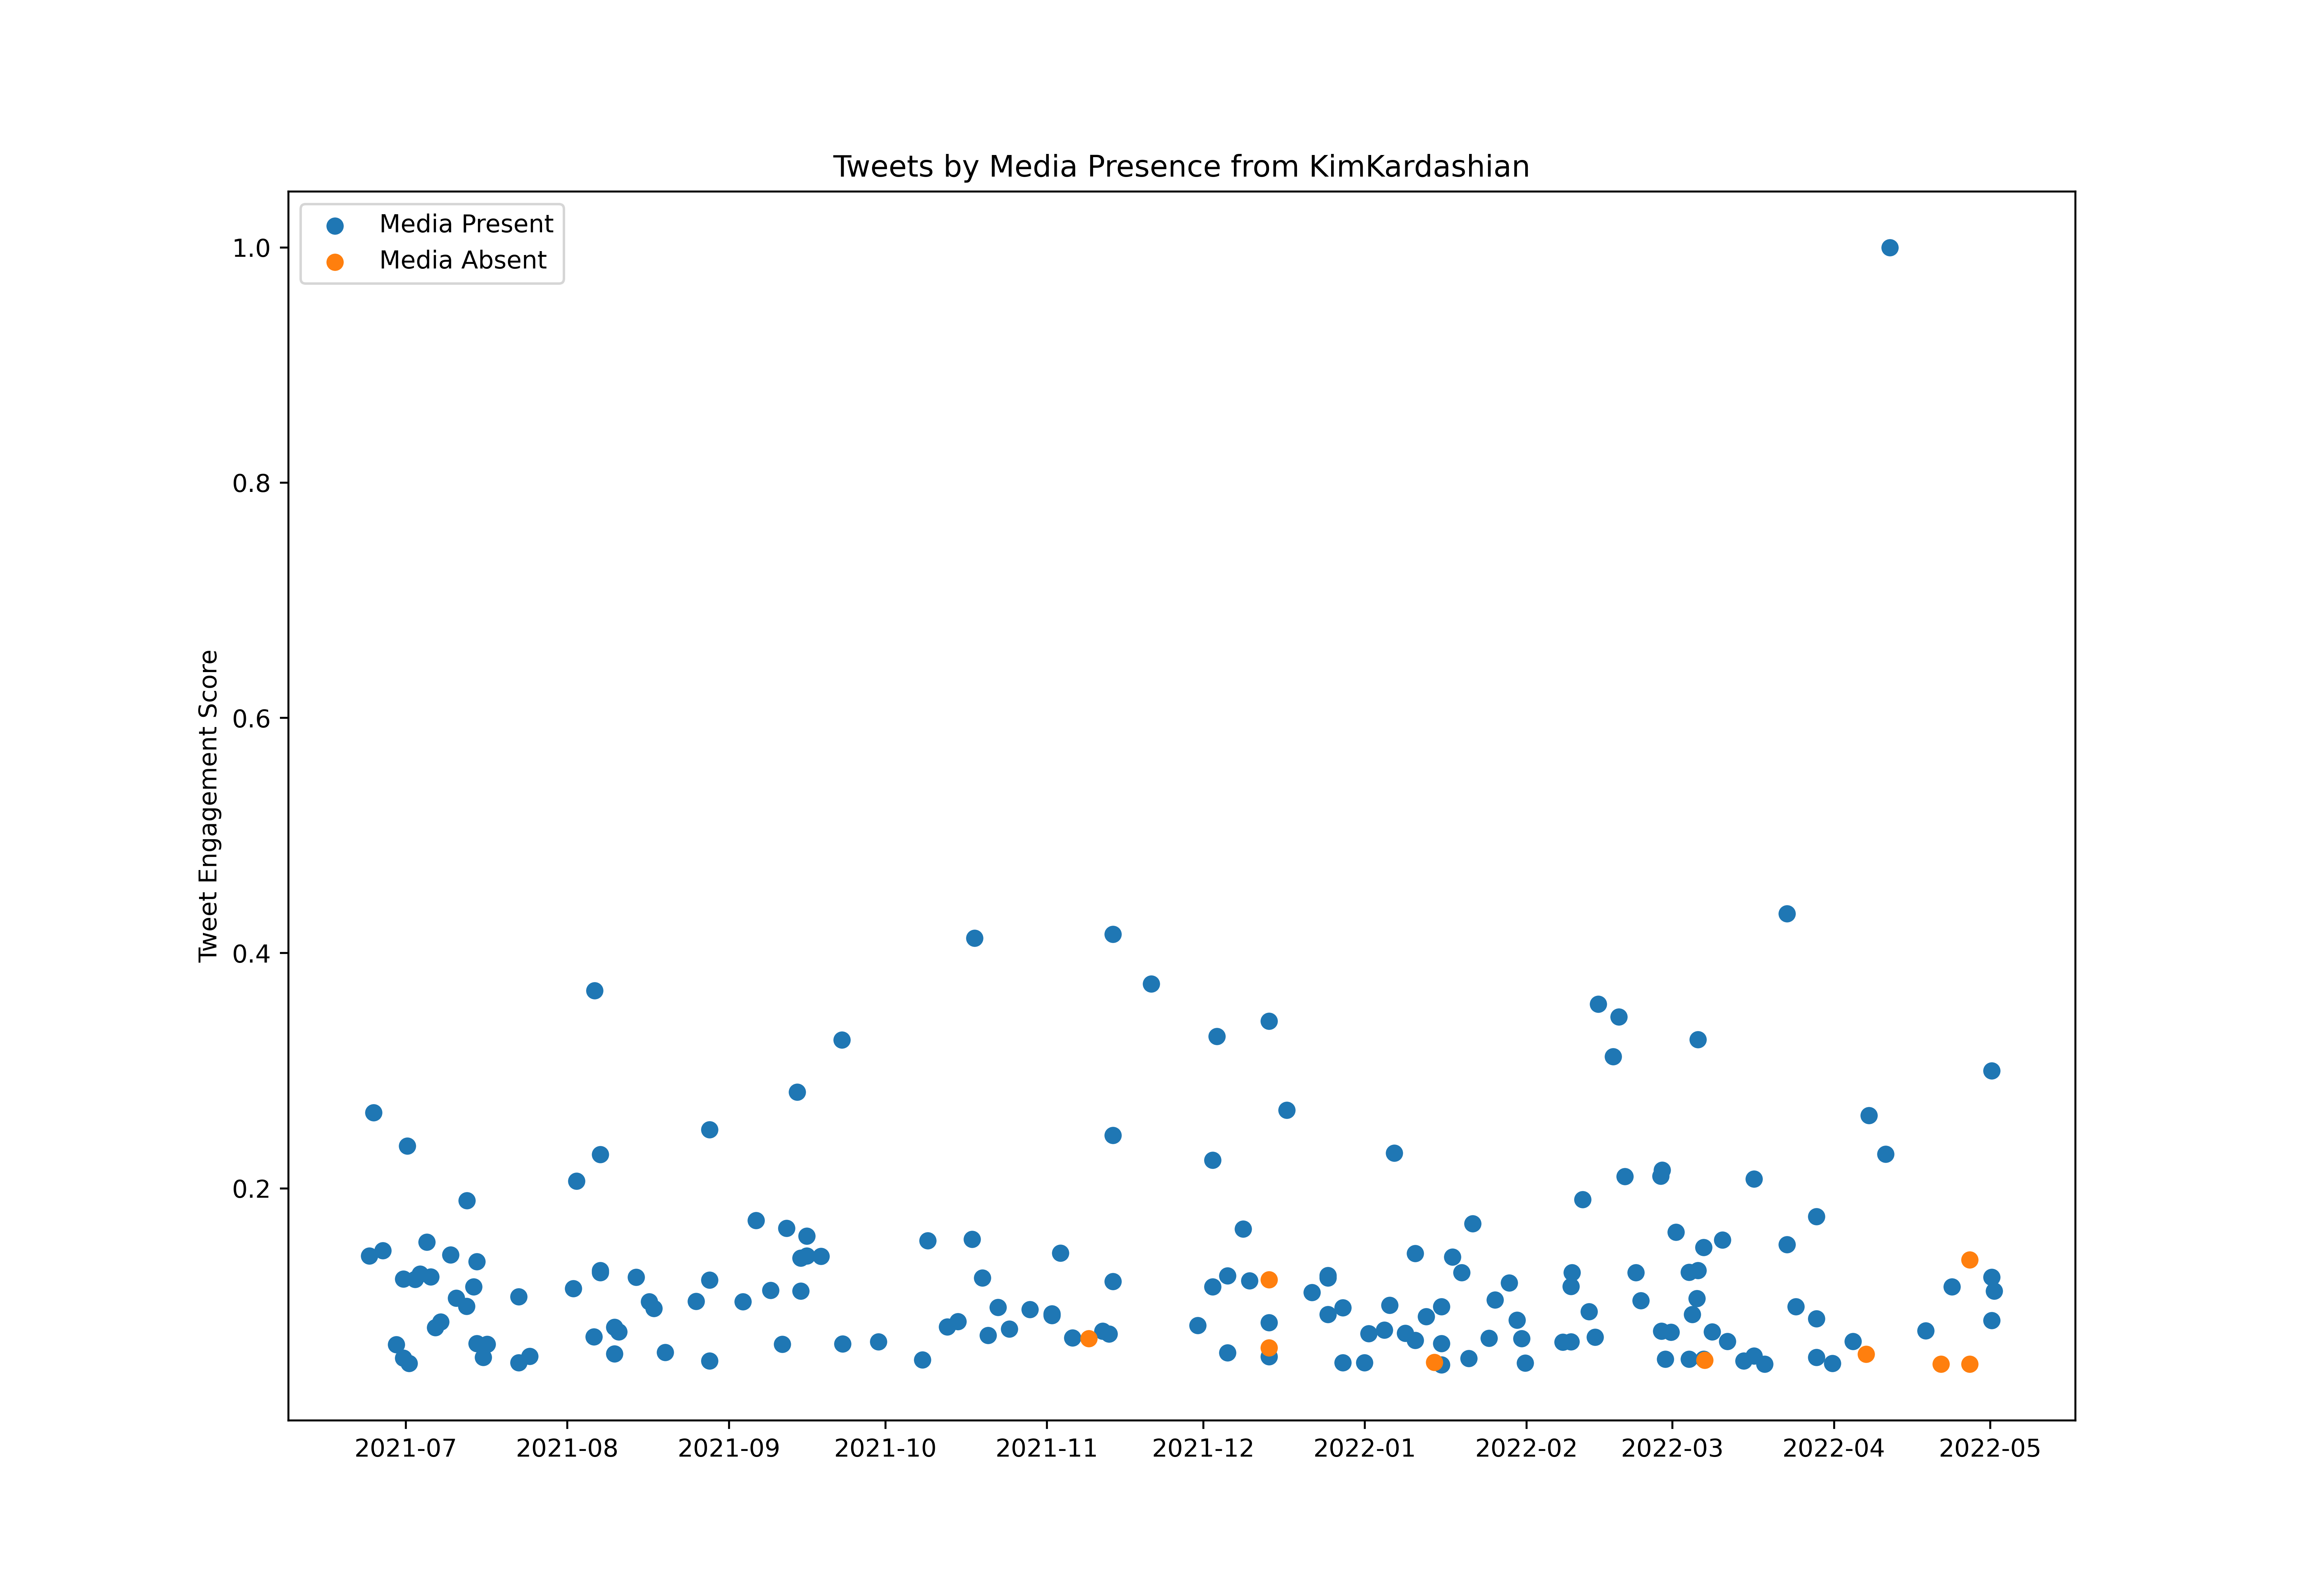 Tweets by Media Presence from KimKardashian
Media Present
Media Absent
Tweet Engagement Score
1.0
0.8
0.6
0.4
0.2
2021-07 2021-08 2021-09 2021-10 2021-11 2021-12 2022-01 2022-02 2022-03 2022-04 2022-05